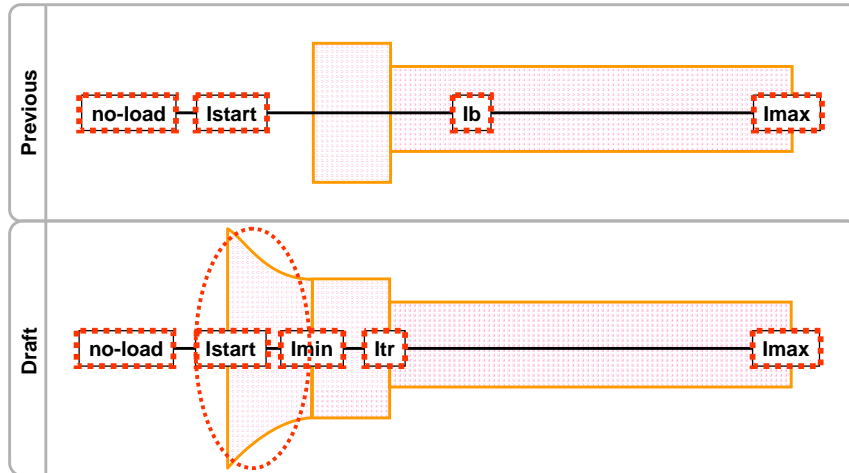 Previous
no-load
Istart
Ib
Imax
Draft
no-load
Istart
Imin
Itr
Imax